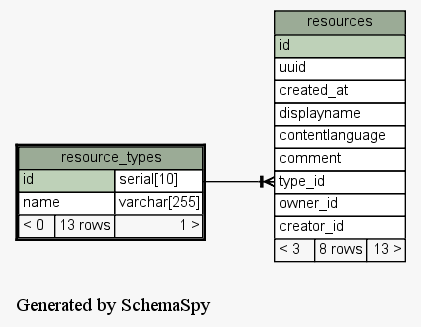 resources
id
uuid
created_at
displayname
contentlanguage
comment
type_id
owner_id
creator_id
< 3 8 rows 13 >
resource_types
id serial[10]
name varchar[255]
< 0 13 rows 1 >
Generated by SchemaSpy